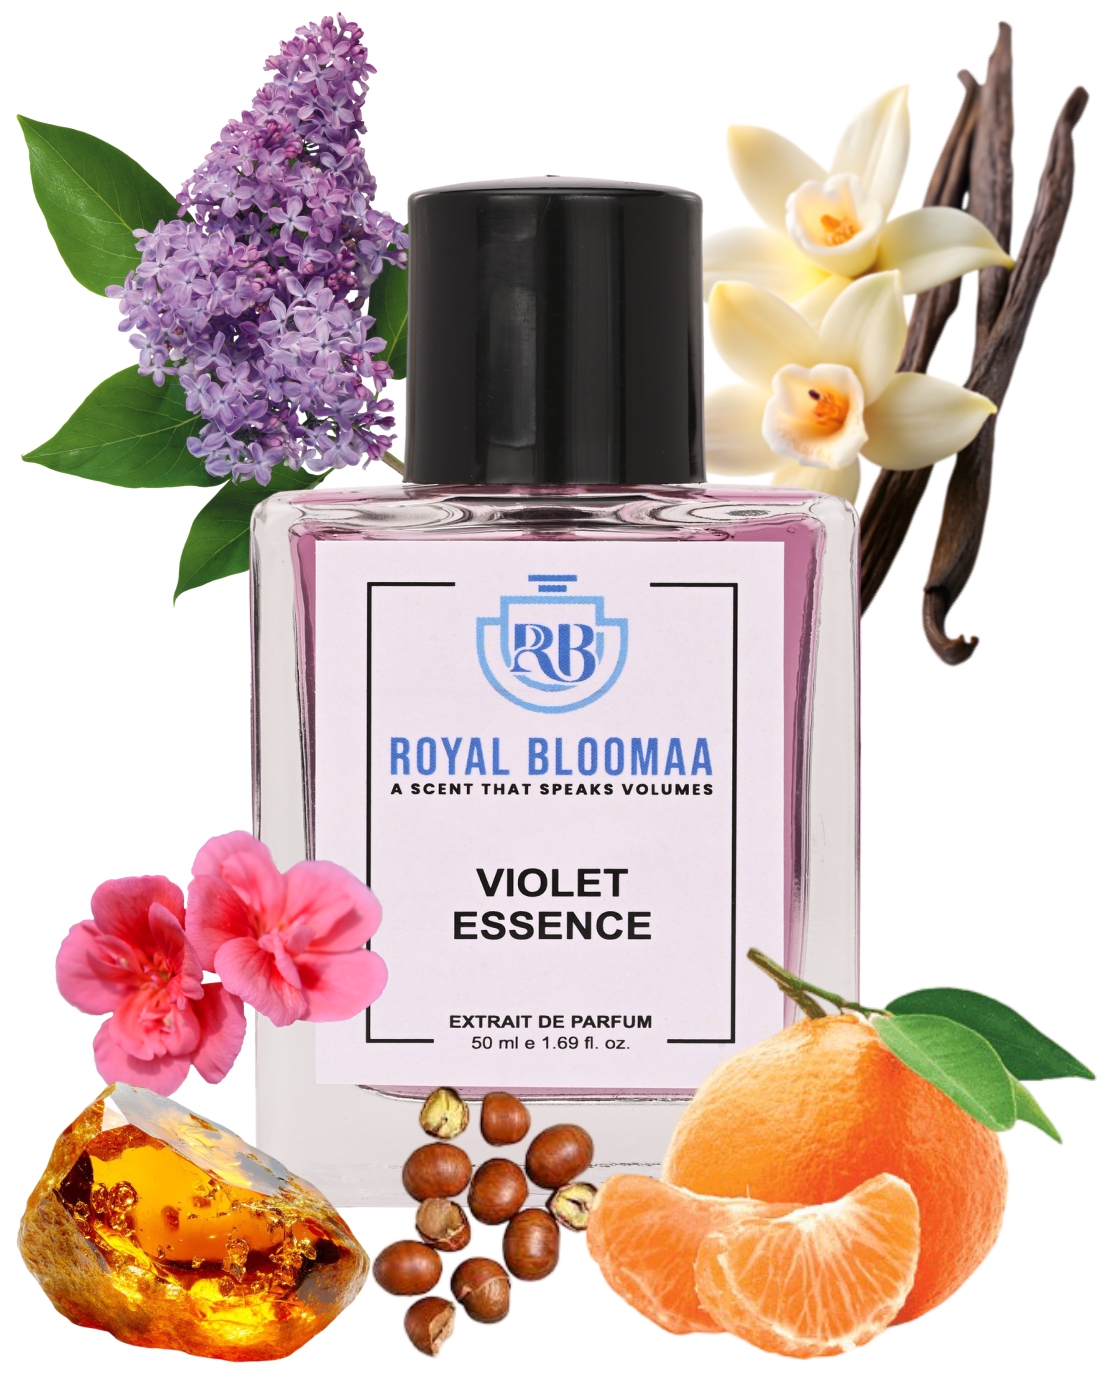 RB
ROYAL BLOOMAA
A SCENT THAT SPEAKS VOLUMES
VIOLET
ESSENCE
EXTRAIT DE PARFUM
50 ml e 1.69 fl. oz.